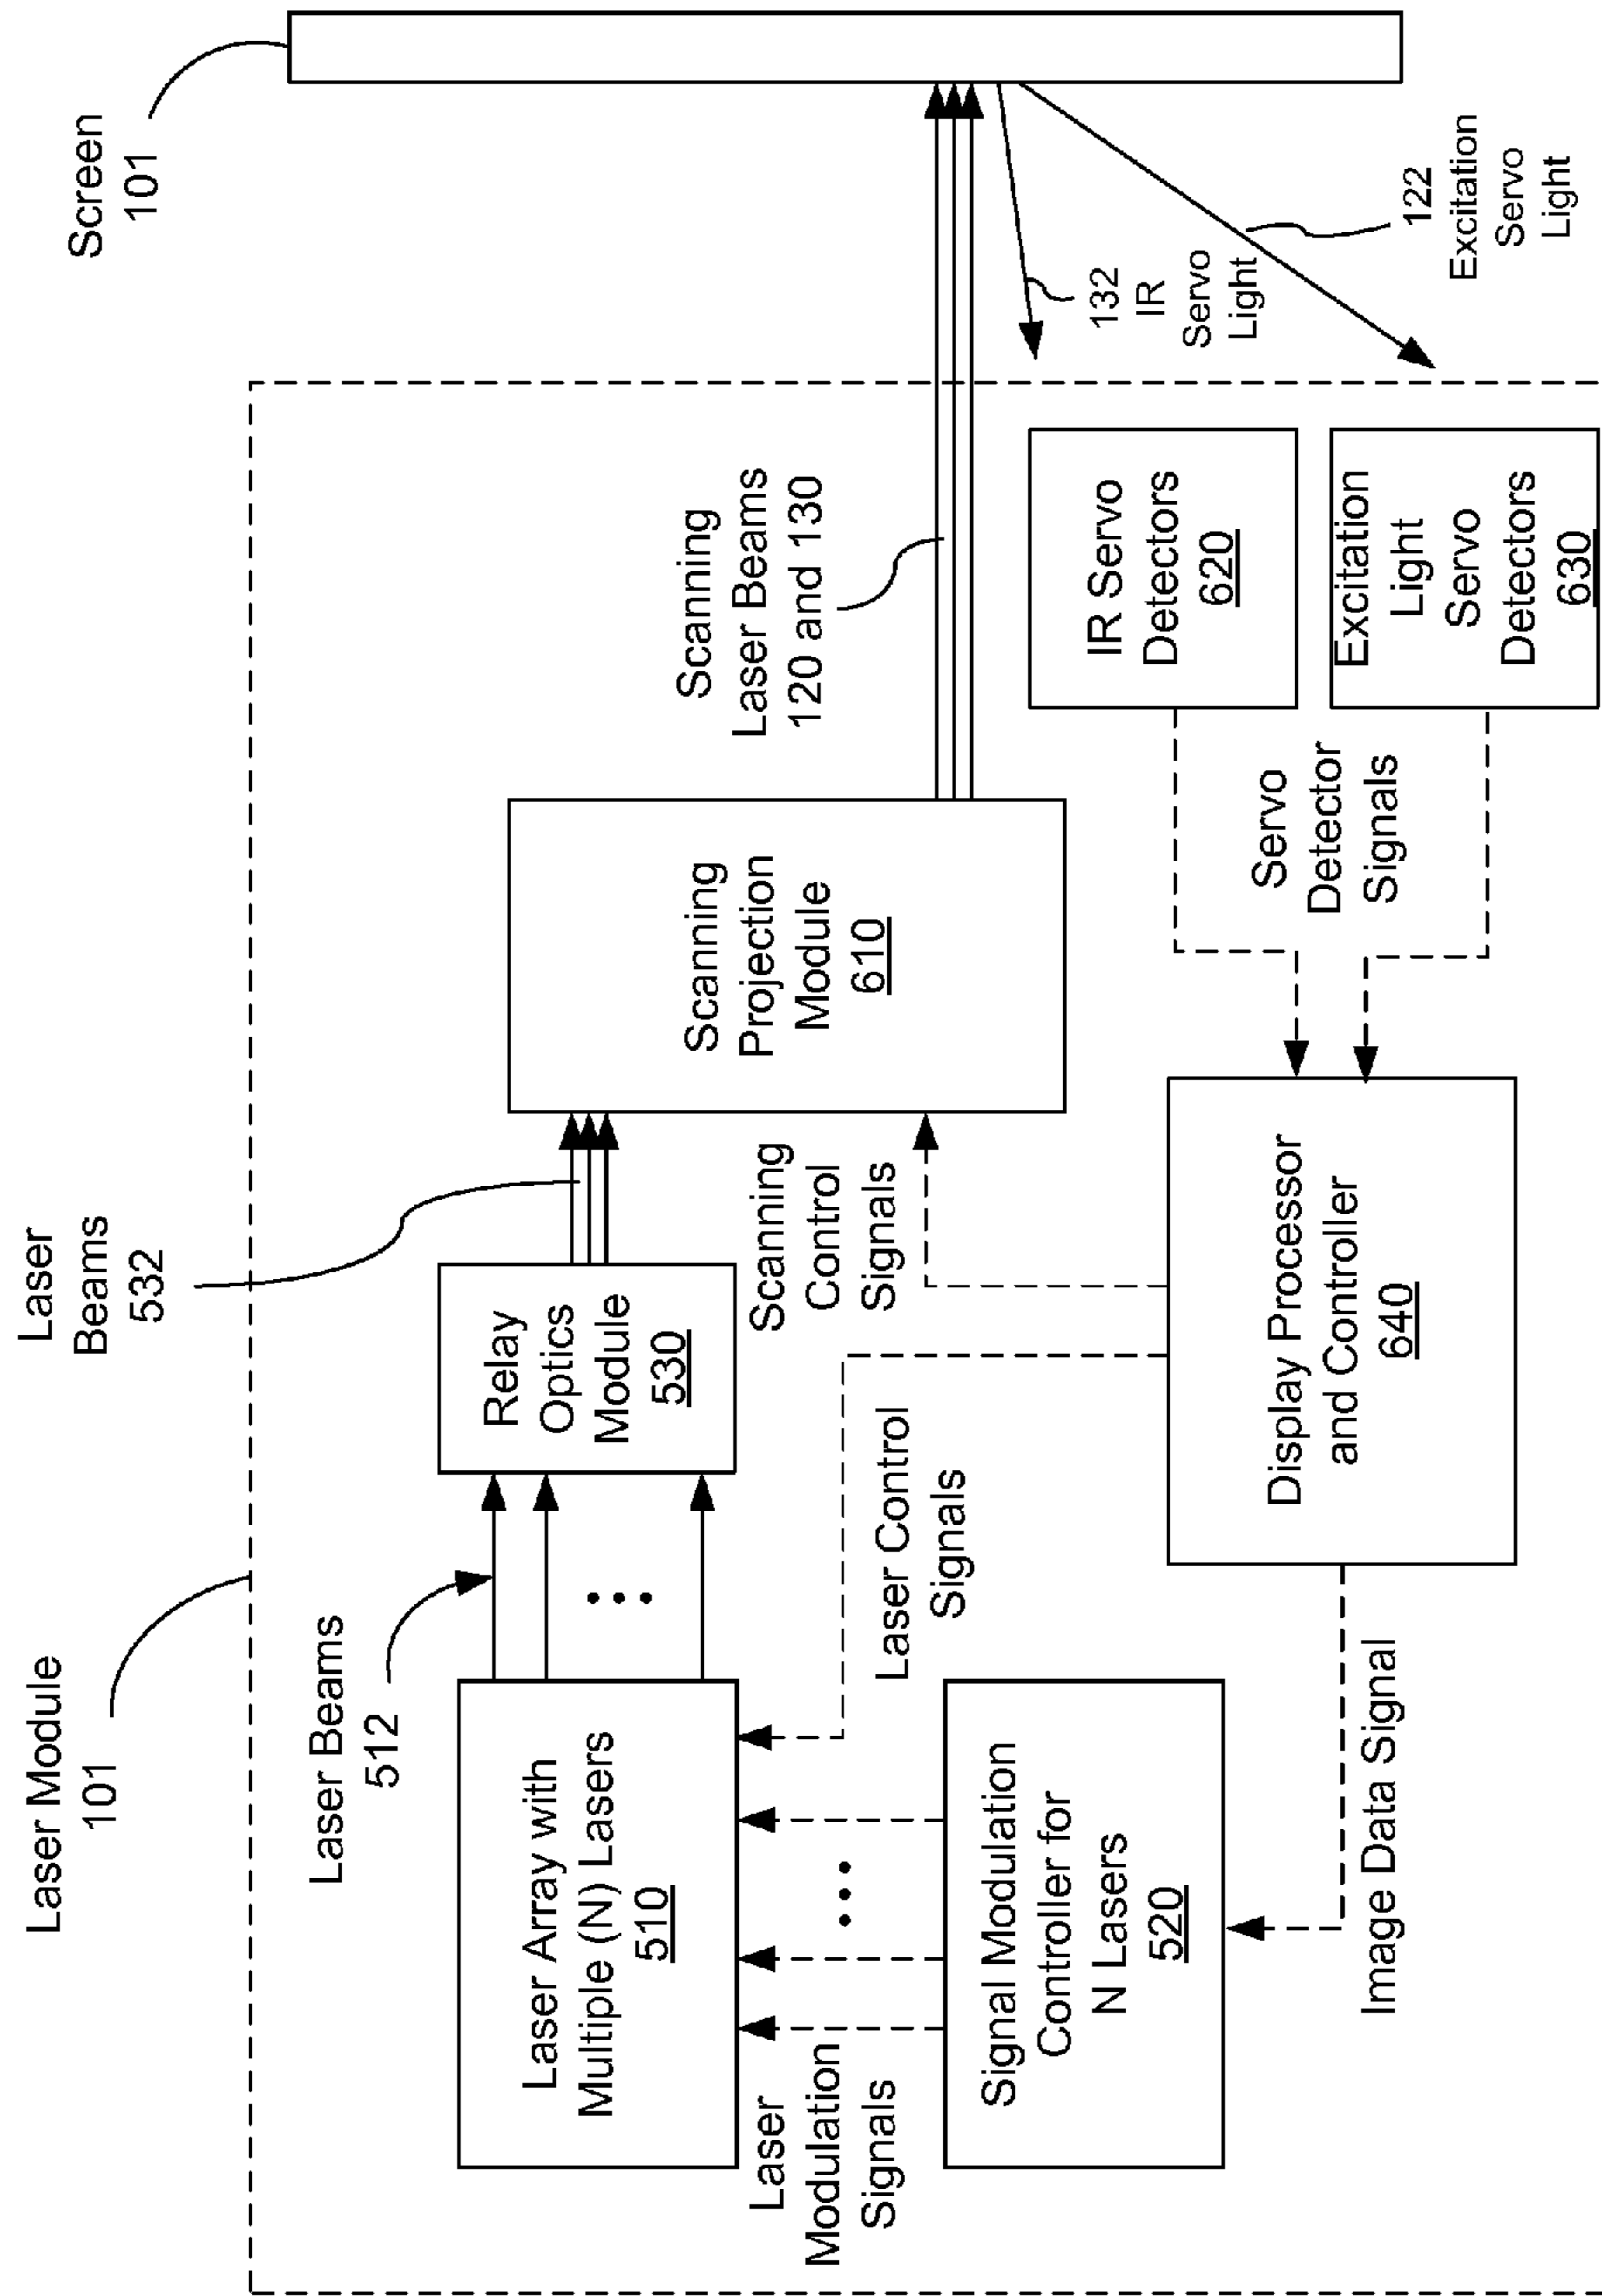 Laser Module
101
Laser
Beams
532
Screen
101
Laser Beams
512
Laser Array with
Multiple (N) Lasers
510
Relay
Optics
Module
530
Scanning
Projection
Module
610
Scanning
Laser Beams
120 and 130
Laser
Modulation
Signals
Laser Control
Signals
Scanning
Control
Signals
132
IR
Servo
Light
122
Excitation
Servo
Light
Signal Modulation
Controller for
N Lasers
520
Display Processor
and Controller
640
Servo
Detector
Signals
IR Servo
Detectors
620
Excitation
Light
Servo
Detectors
630
Image Data Signal